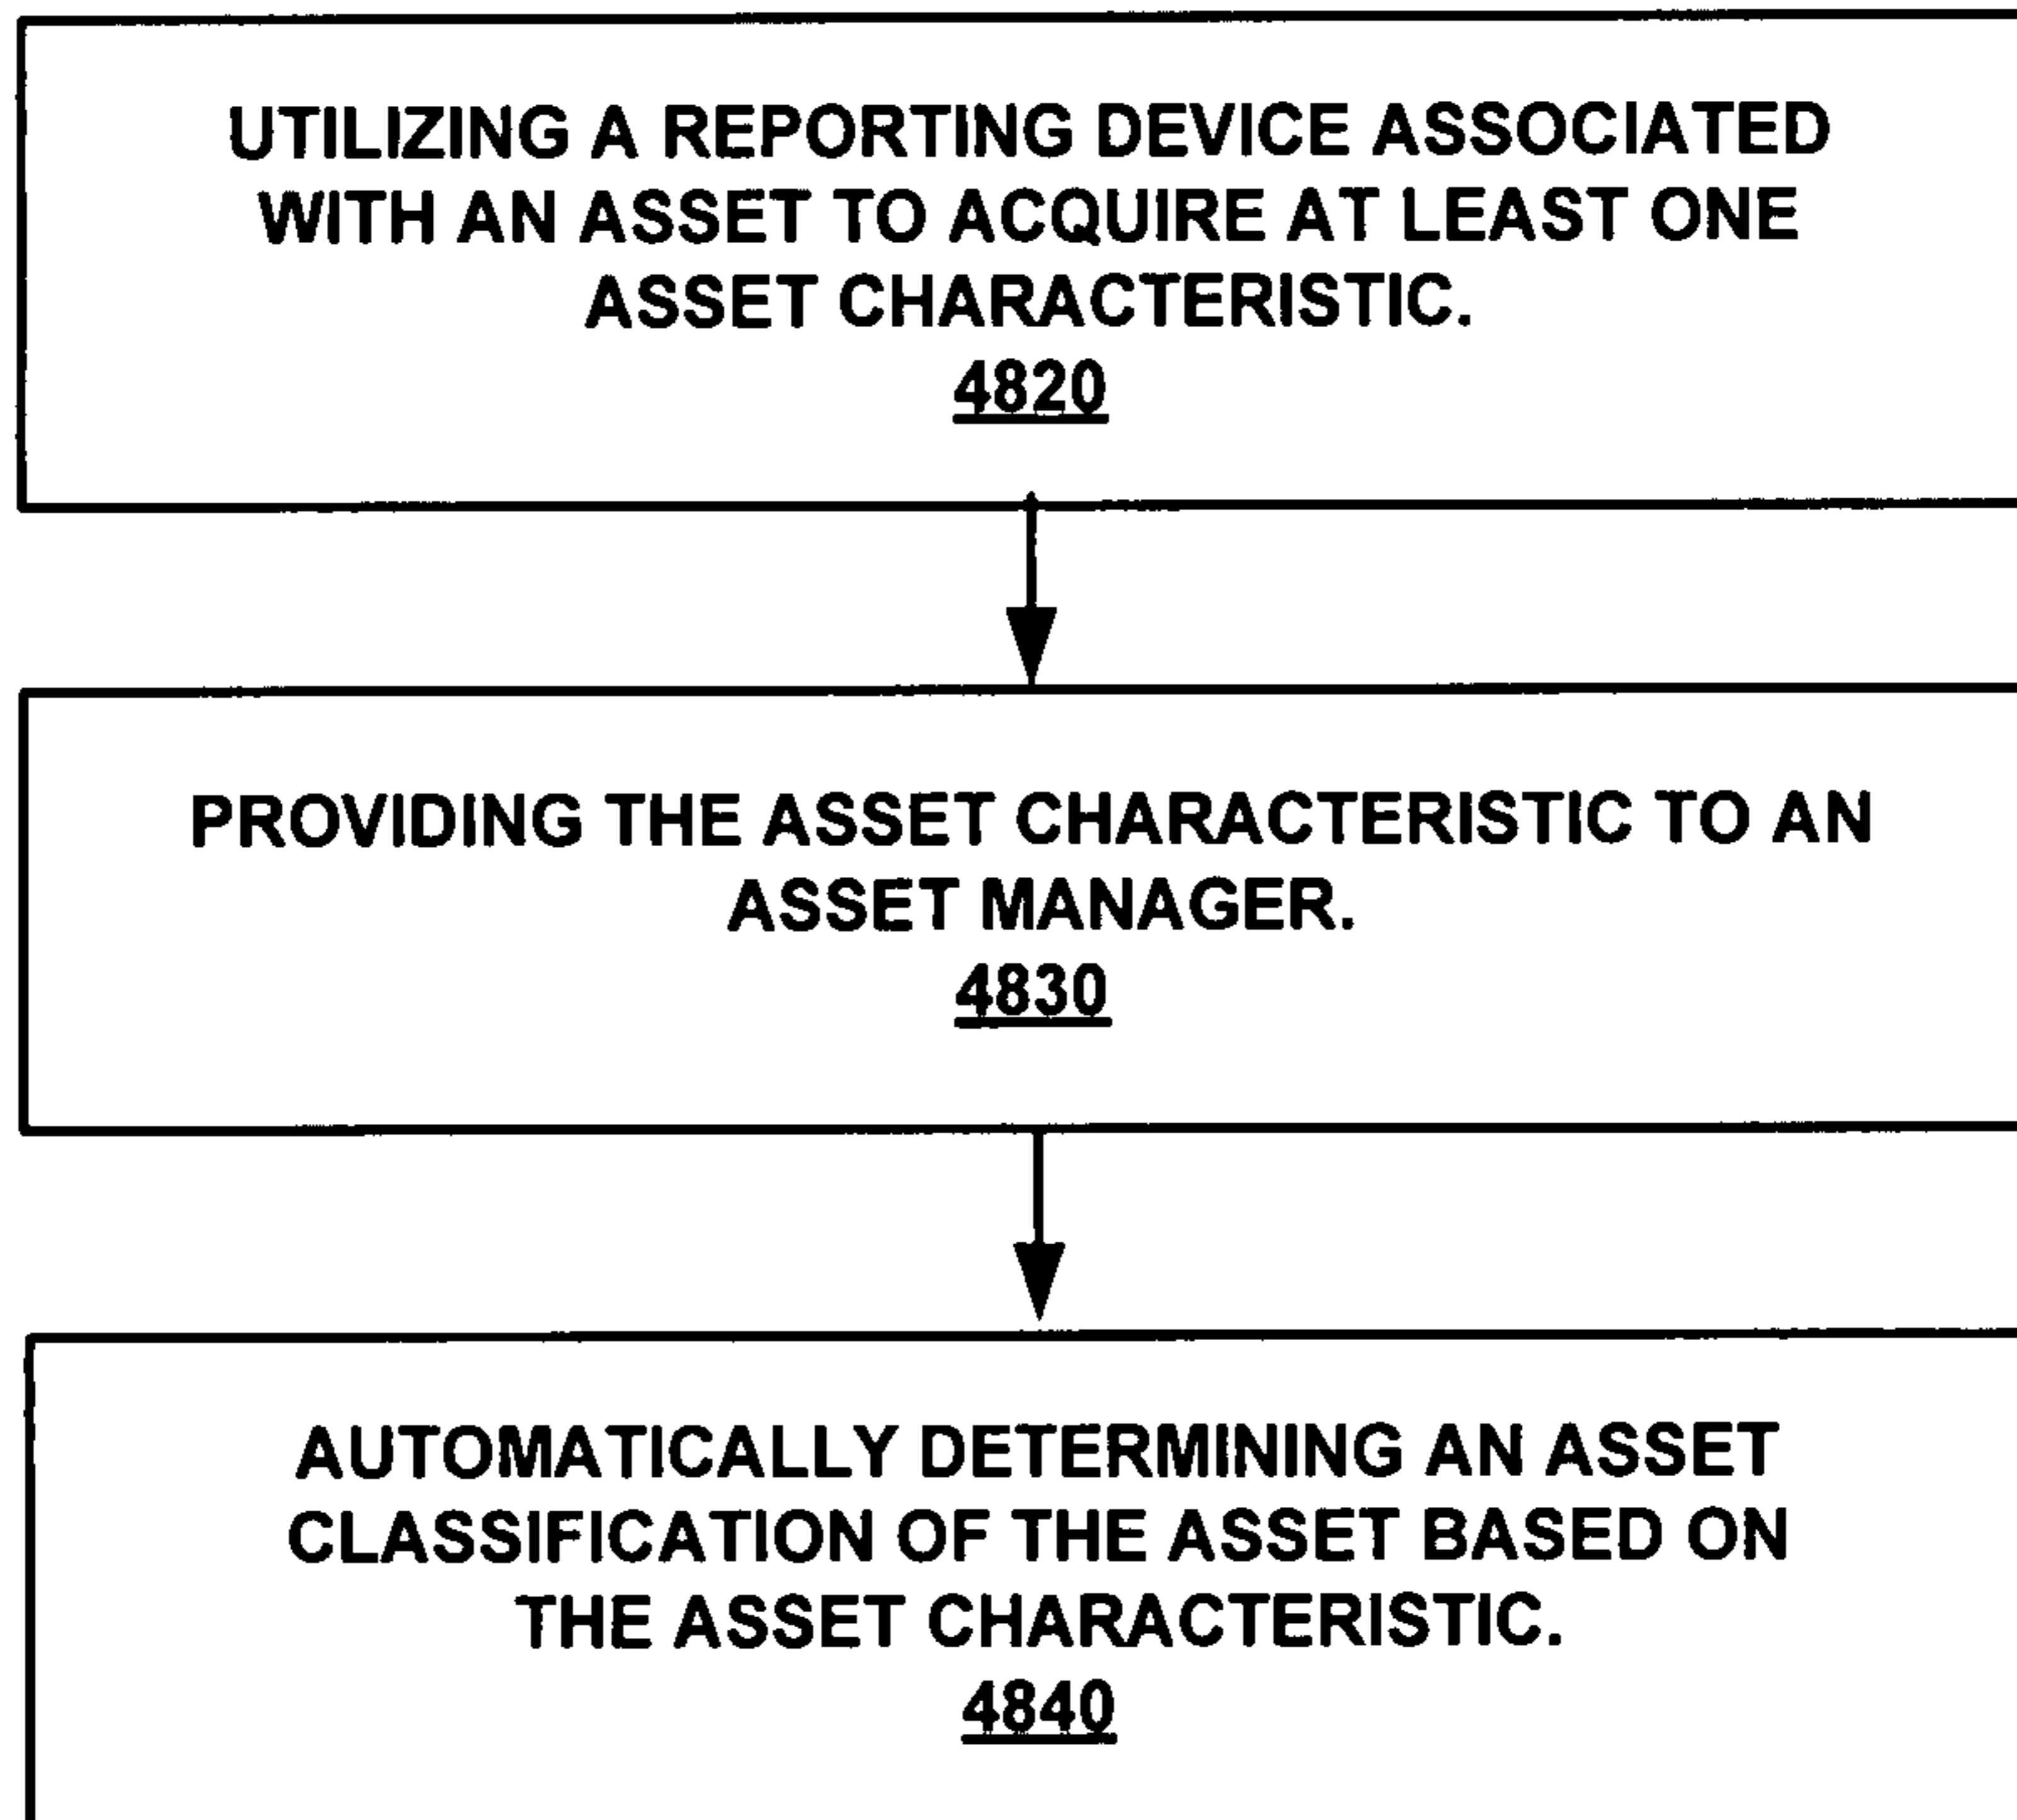 UTILIZING A REPORTING DEVICE ASSOCIATED
WITH AN ASSET TO ACQUIRE AT LEAST ONE
ASSET CHARACTERISTIC.
4820
PROVIDING THE ASSET CHARACTERISTIC TO AN
ASSET MANAGER.
4830
AUTOMATICALLY DETERMINING AN ASSET
CLASSIFICATION OF THE ASSET BASED ON
THE ASSET CHARACTERISTIC.
4840